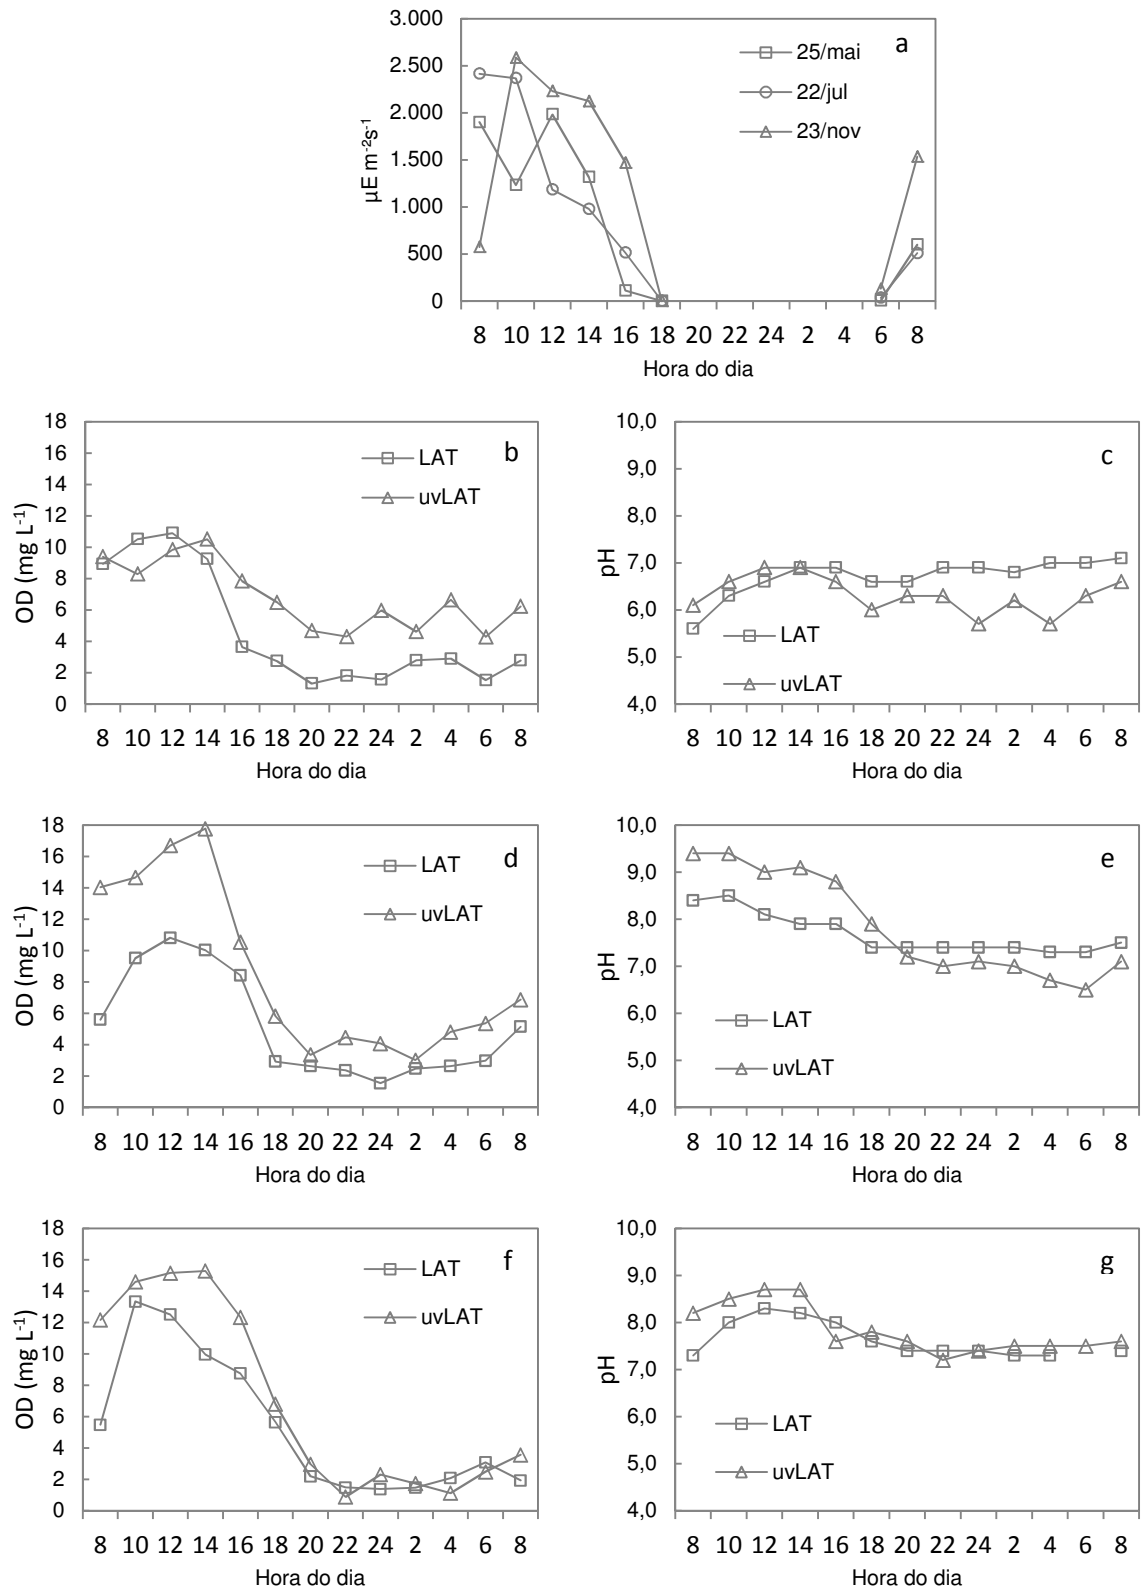 3.000
2.500
2.000
1.500
1.000
500
0
µE m⁻²s⁻¹
25/mai
22/jul
23/nov
a
8 10 12 14 16 18 20 22 24 2 4 6 8
Hora do dia
18
16
14
12
10
8
6
4
2
0
OD (mg L⁻¹)
LAT
uvLAT
b
8 10 12 14 16 18 20 22 24 2 4 6 8
Hora do dia
10,0
9,0
8,0
7,0
6,0
5,0
4,0
pH
c
LAT
uvLAT
8 10 12 14 16 18 20 22 24 2 4 6 8
Hora do dia
18
16
14
12
10
8
6
4
2
0
OD (mg L⁻¹)
LAT
uvLAT
d
8 10 12 14 16 18 20 22 24 2 4 6 8
Hora do dia
10,0
9,0
8,0
7,0
6,0
5,0
4,0
pH
e
LAT
uvLAT
8 10 12 14 16 18 20 22 24 2 4 6 8
Hora do dia
18
16
14
12
10
8
6
4
2
0
OD (mg L⁻¹)
LAT
uvLAT
f
8 10 12 14 16 18 20 22 24 2 4 6 8
Hora do dia
10,0
9,0
8,0
7,0
6,0
5,0
4,0
pH
g
LAT
uvLAT
8 10 12 14 16 18 20 22 24 2 4 6 8
Hora do dia